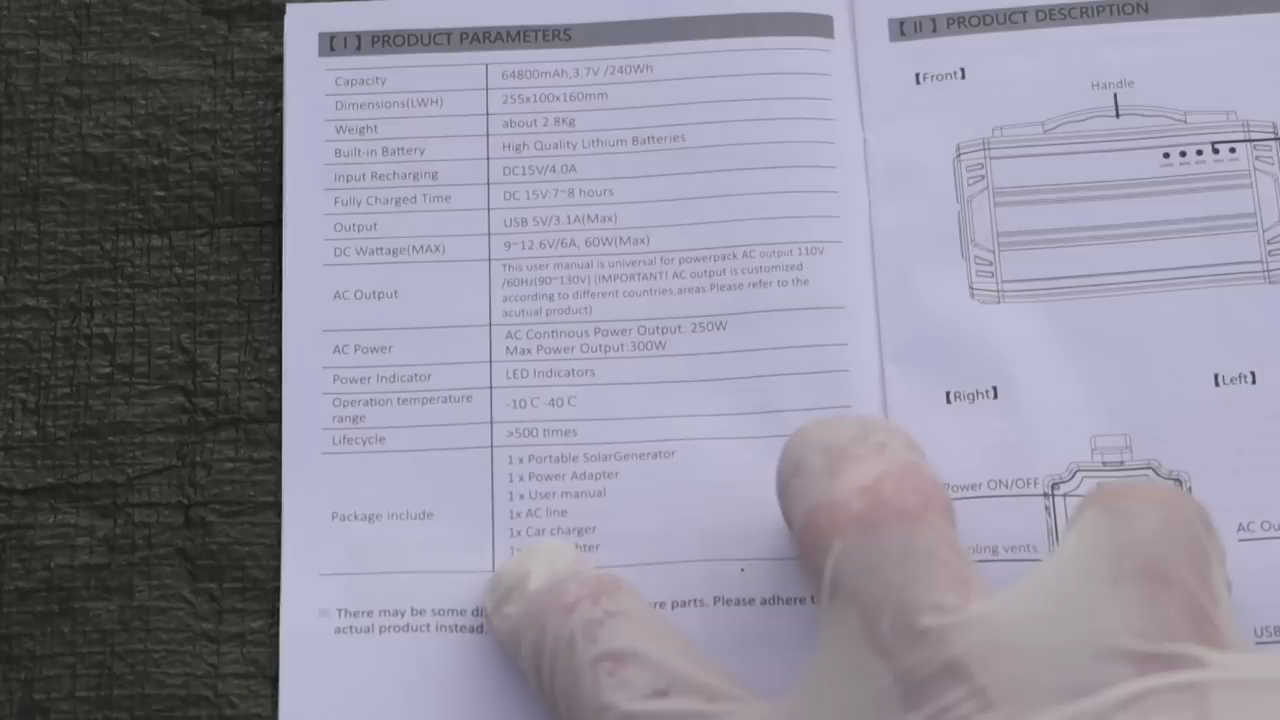 【 I 】 PRODUCT PARAMETERS
Capacity 64800mAh,3.7V /240Wh
Dimensions(LWH) 255x100x160mm
Weight about 2.8Kg
Built-in Battery High Quality Lithium Batteries
Input Recharging DC15V/4.0A
Fully Charged Time DC 15V:7~8 hours
Output USB 5V/3.1A(Max)
DC Wattage(MAX) 9~12.6V/6A, 60W(Max)
AC Output
This user manual is universal for powerpack AC output 110V
/60Hz(90~130V) (IMPORTANT! AC output is customized
according to different countries,areas.Please refer to the
acutual product)
AC Power
AC Continous Power Output: 250W
Max Power Output:300W
Power Indicator LED Indicators
Operation temperature
range
-10℃-40℃
Lifecycle >500 times
Package include
1 x Portable SolarGenerator
1 x Power Adapter
1 x User manual
1x AC line
1x Car charger
※ There may be some parts. Please adhere
actual product instead.
【 II 】 PRODUCT DESCRIPTION
【Front】
Handle
【Right】
【Left】
Power ON/OFF
vents
AC
USB